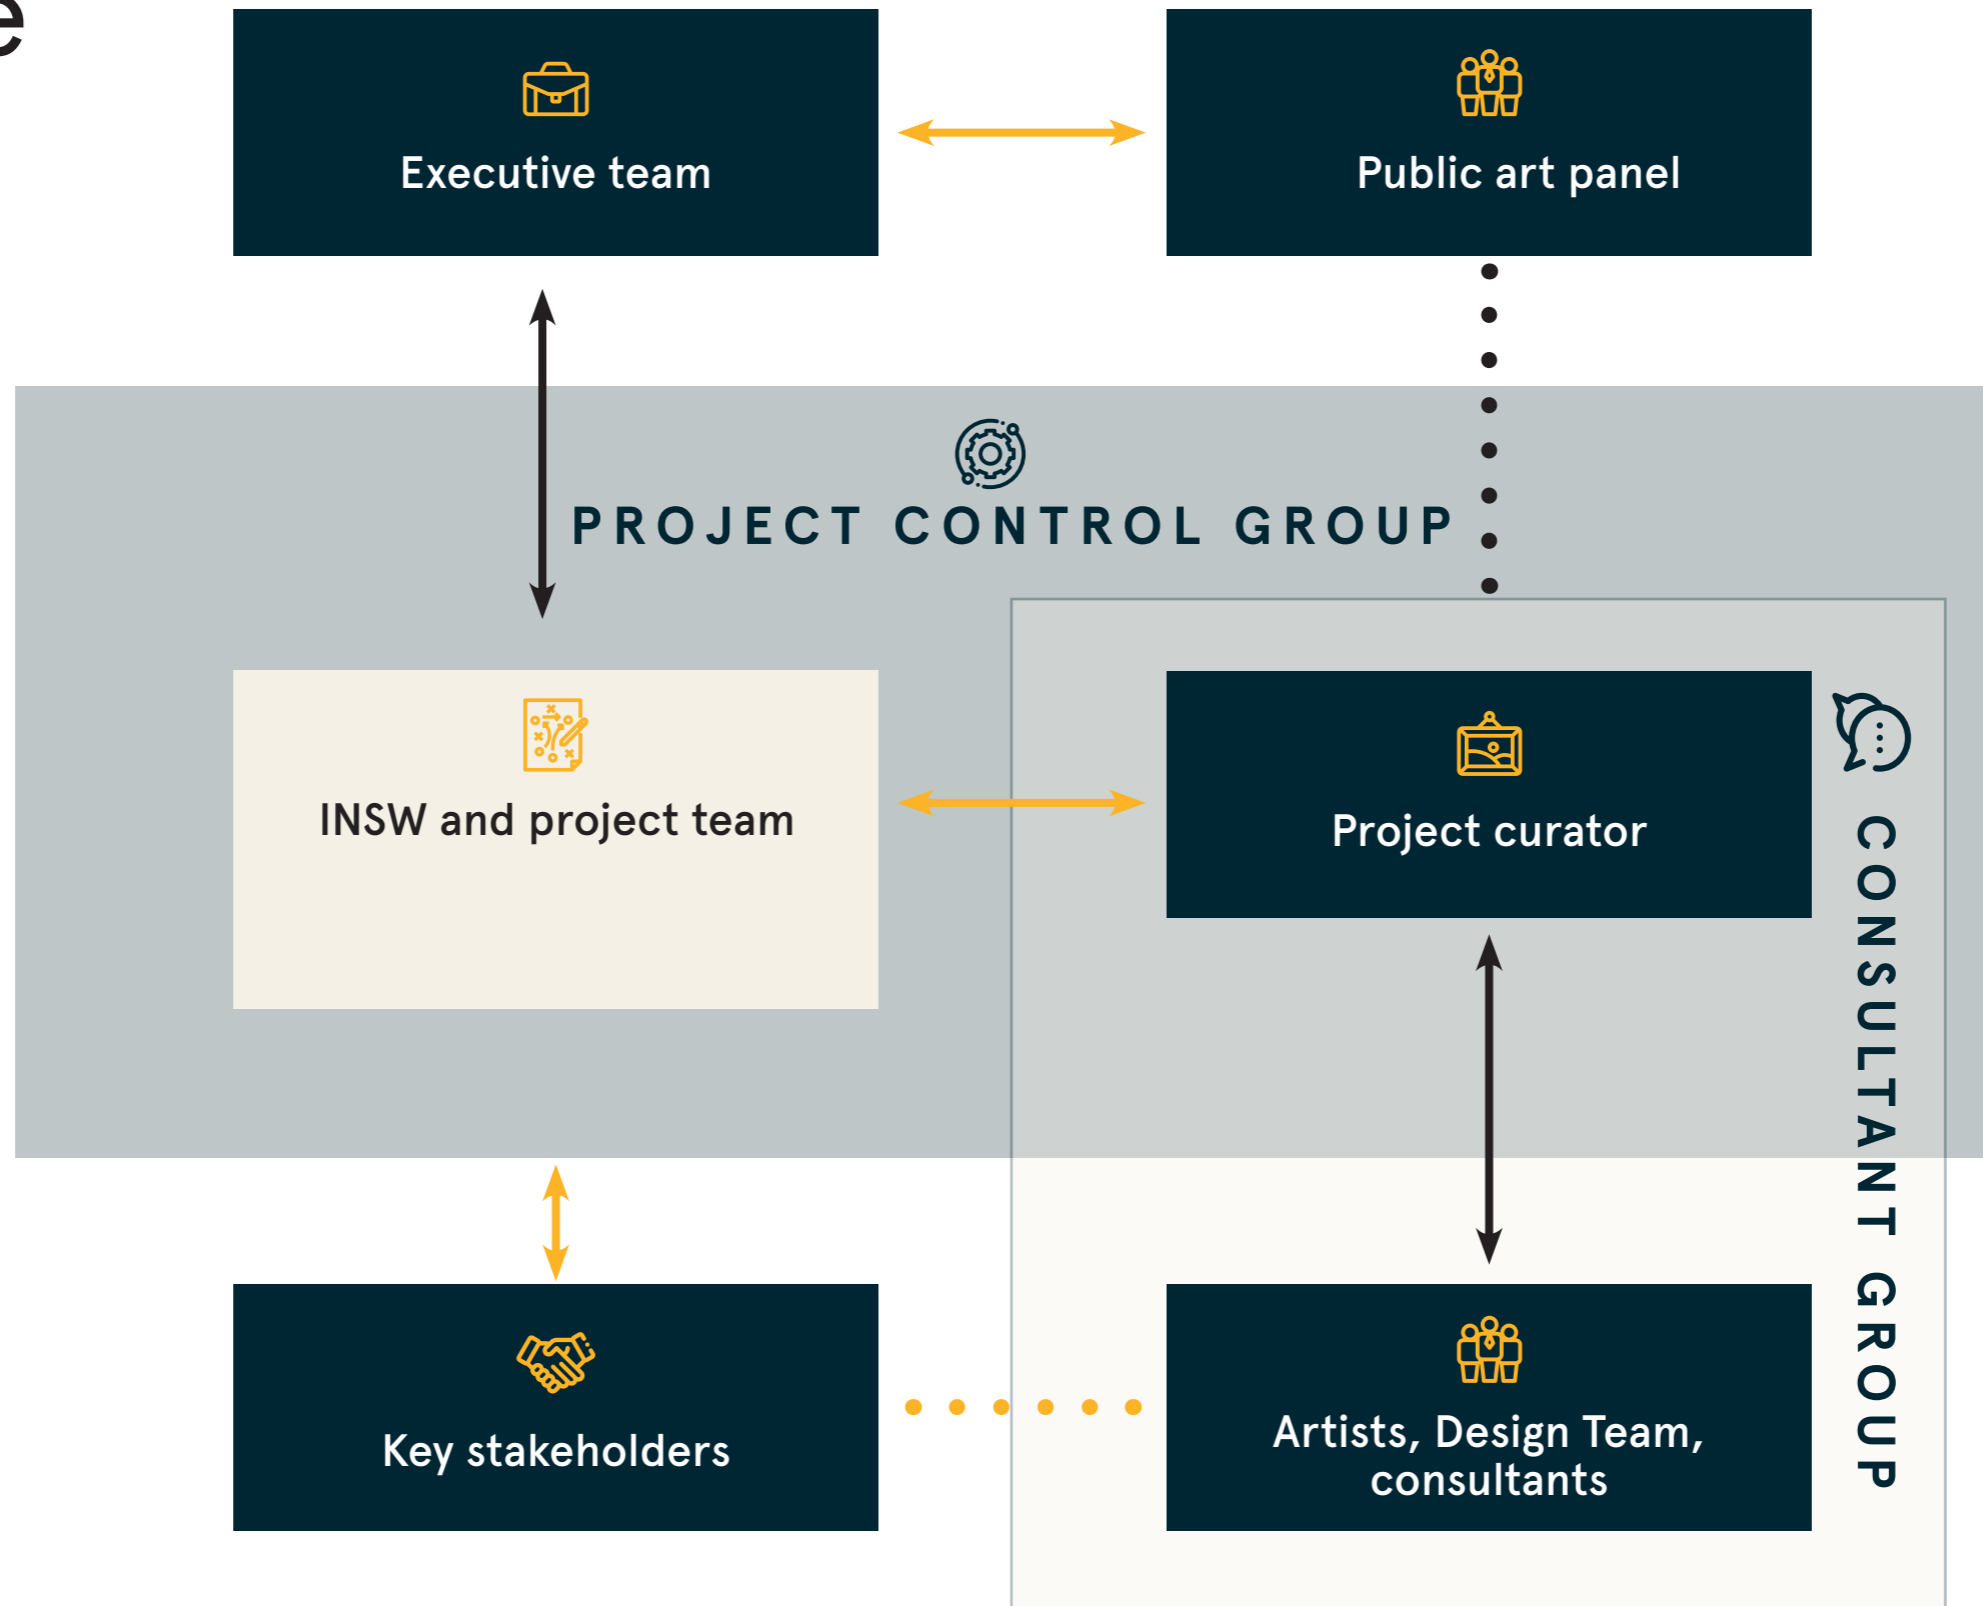 e
Executive team
Public art panel
PROJECT CONTROL GROUP
INSW and project team
Project curator
CONSULTANT GROUP
Key stakeholders
Artists, Design Team,
consultants